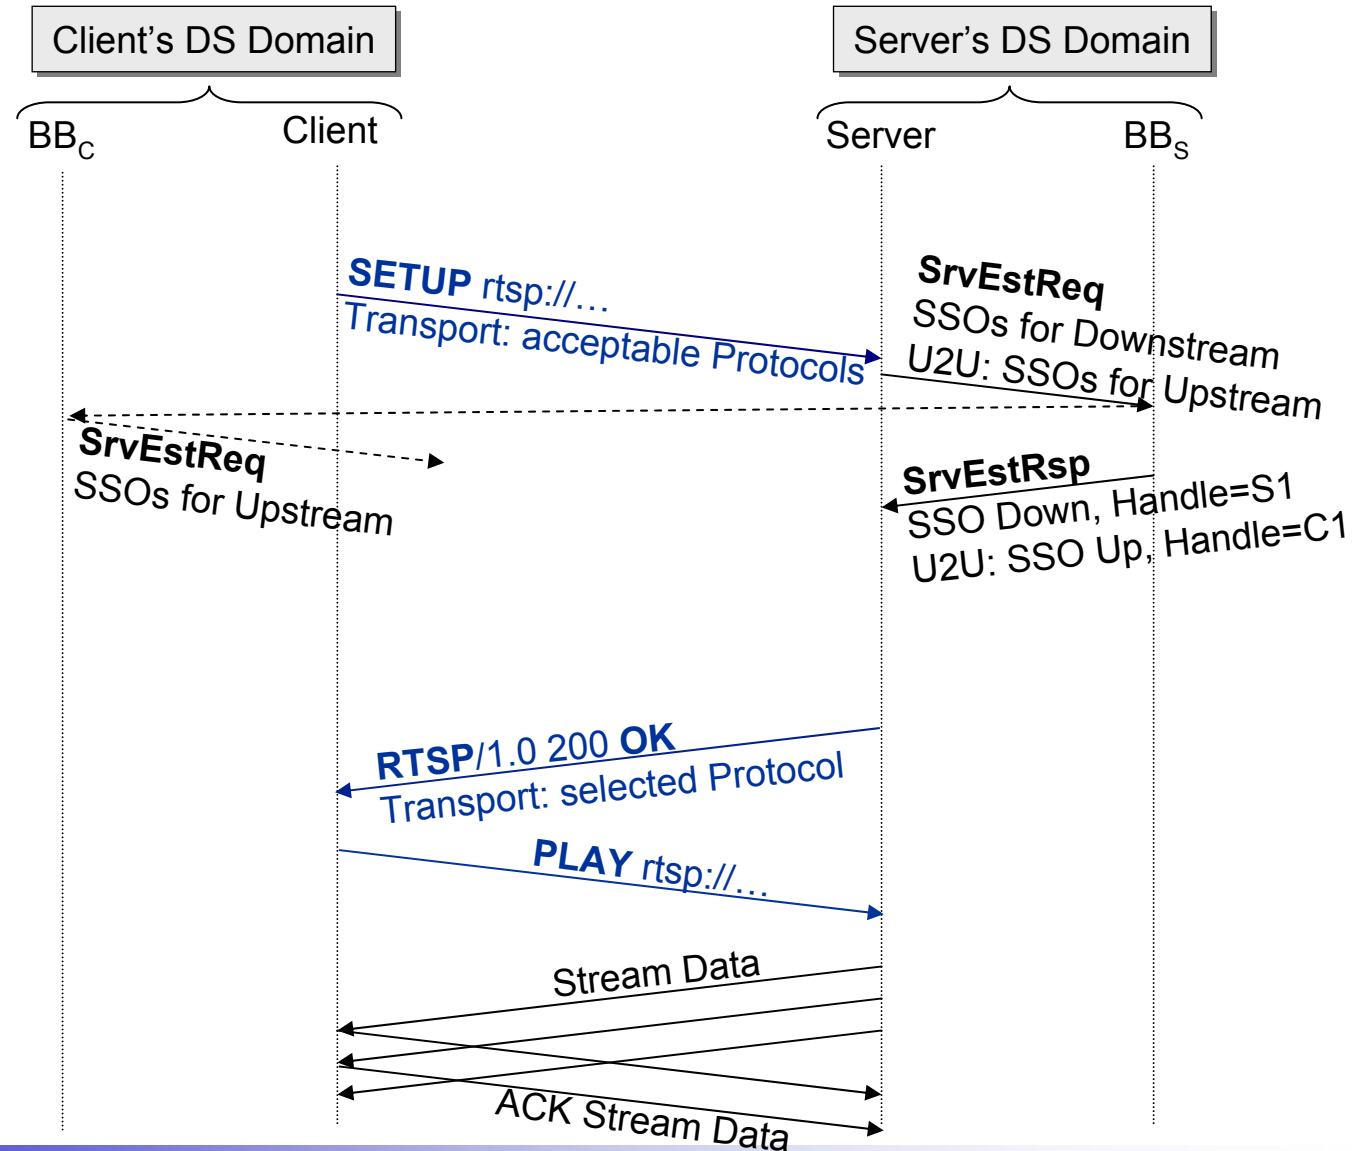 Client's DS Domain
Server's DS Domain
BBC
Client
Server
BBS
SETUP rtsp://…
Transport: acceptable Protocols
SrvEstReq
SSOs for Downstream
U2U: SSOs for Upstream
SrvEstReq
SSOs for Upstream
SrvEstRsp
SSO Down, Handle=S1
U2U: SSO Up, Handle=C1
RTSP/1.0 200 OK
Transport: selected Protocol
PLAY rtsp://…
Stream Data
ACK Stream Data